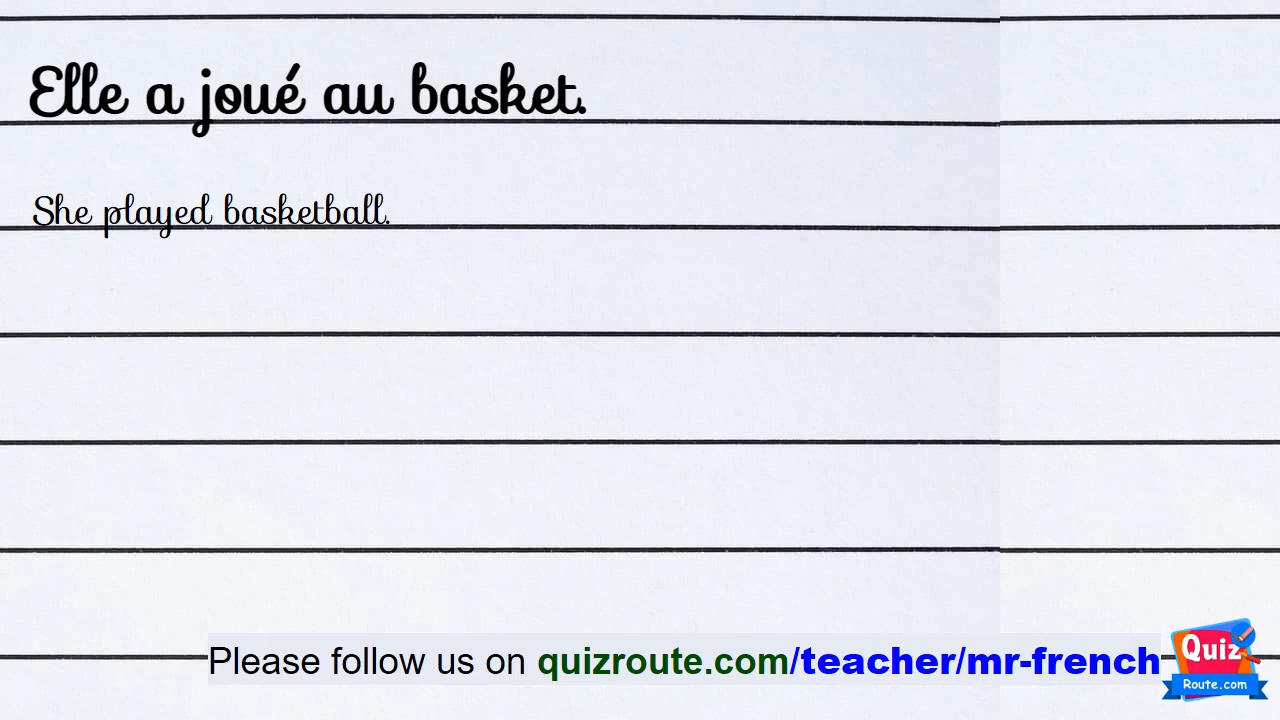 Elle a joué au basket.
She played basketball.
Please follow us on quizroute.com/teacher/mr-french
Quiz
Route.com